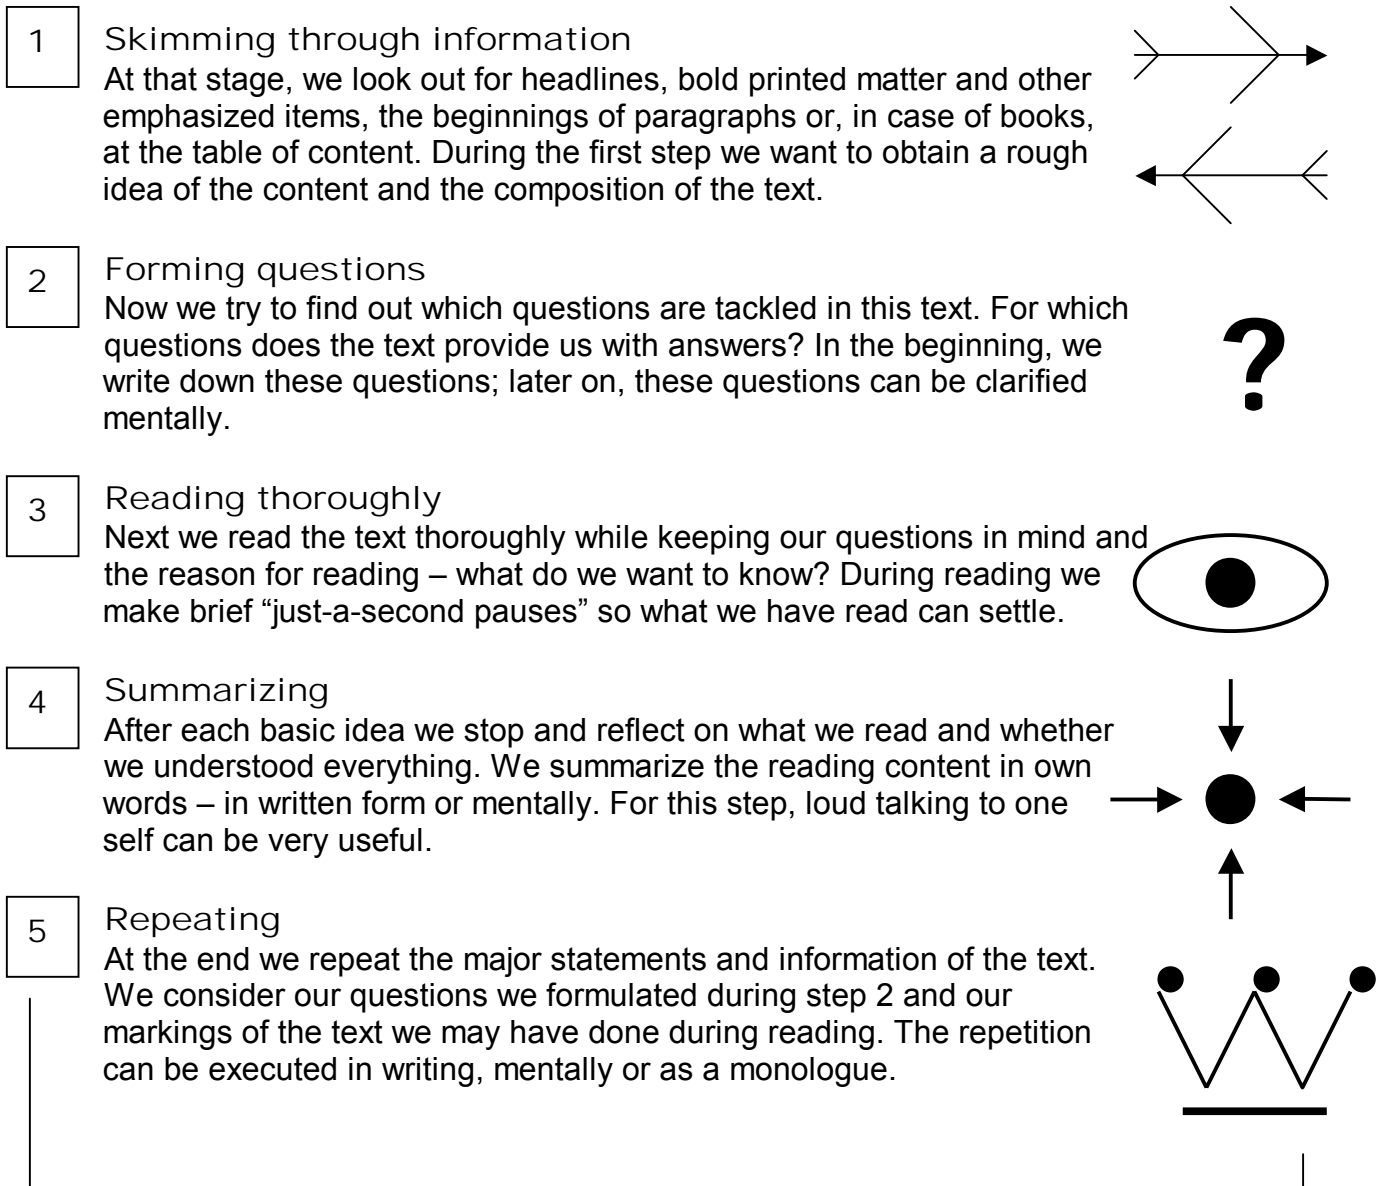 1
Skimming through information
At that stage, we look out for headlines, bold printed matter and other
emphasized items, the beginnings of paragraphs or, in case of books,
at the table of content. During the first step we want to obtain a rough
idea of the content and the composition of the text.
2
Forming questions
Now we try to find out which questions are tackled in this text. For which
questions does the text provide us with answers? In the beginning, we
write down these questions; later on, these questions can be clarified
mentally.
?
3
Reading thoroughly
Next we read the text thoroughly while keeping our questions in mind and
the reason for reading – what do we want to know? During reading we
make brief “just-a-second pauses” so what we have read can settle.
4
Summarizing
After each basic idea we stop and reflect on what we read and whether
we understood everything. We summarize the reading content in own
words – in written form or mentally. For this step, loud talking to one
self can be very useful.
5
Repeating
At the end we repeat the major statements and information of the text.
We consider our questions we formulated during step 2 and our
markings of the text we may have done during reading. The repetition
can be executed in writing, mentally or as a monologue.